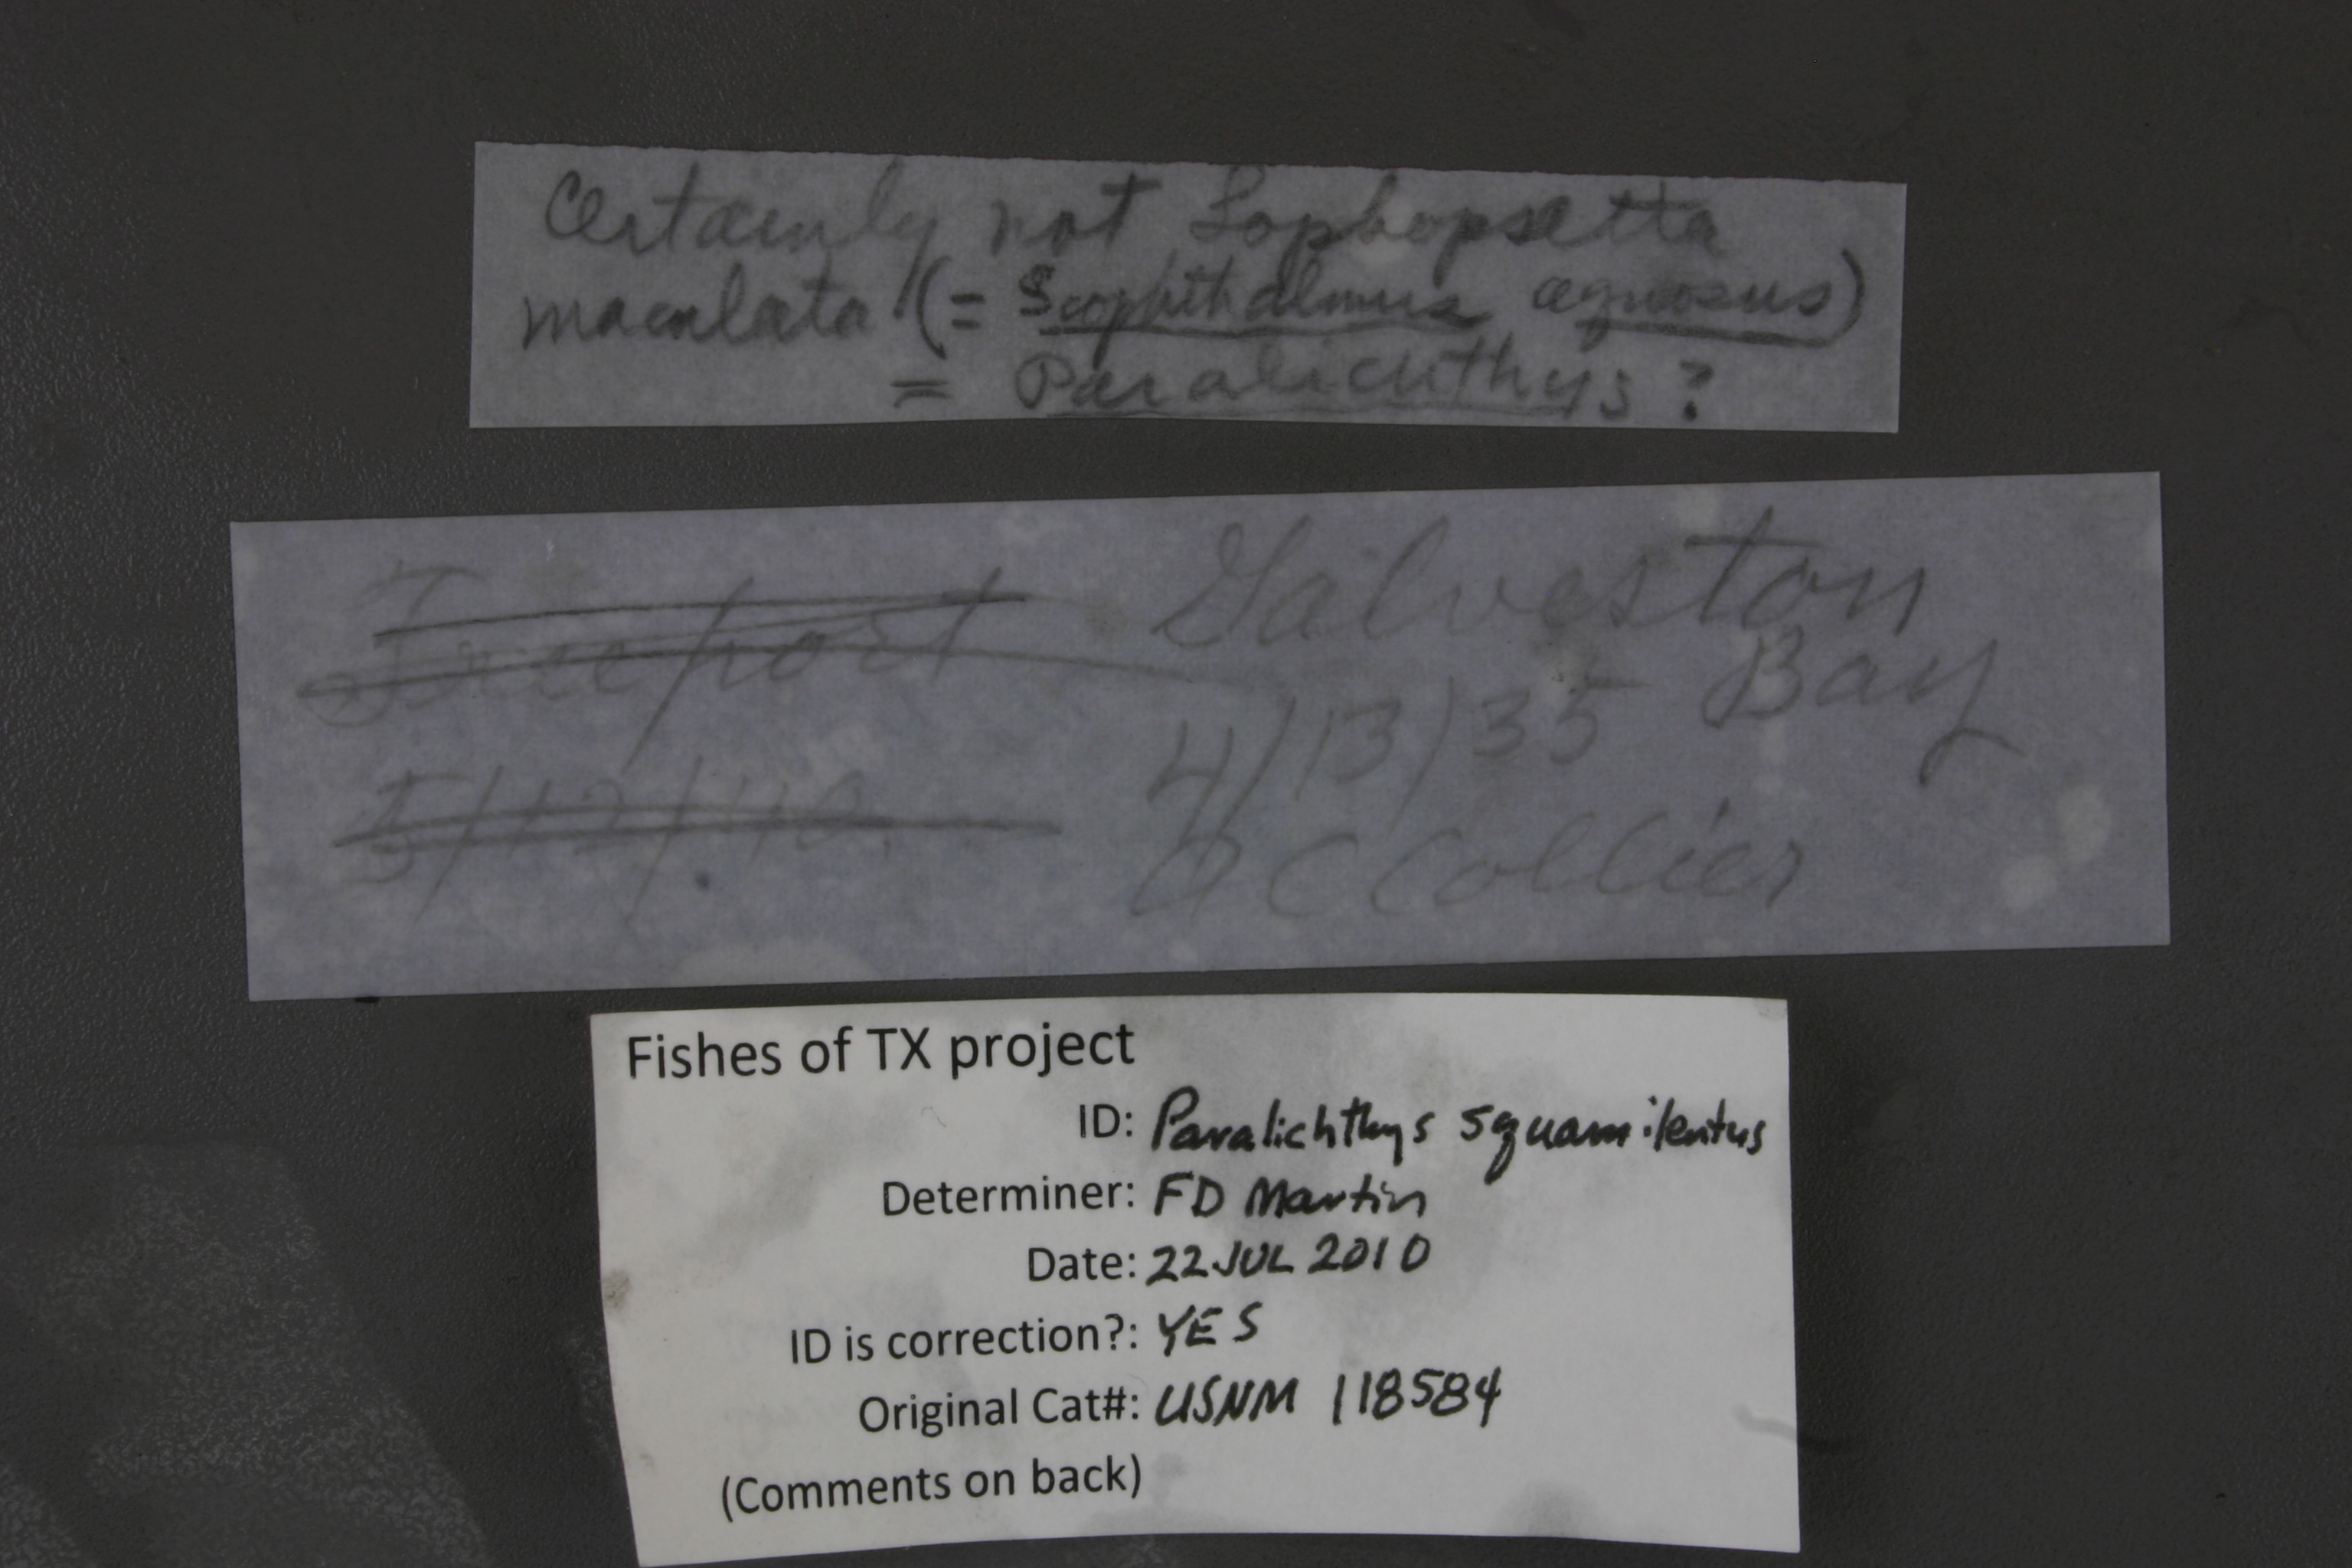 Certainly not Lophopsetta
maculata (= Scophthalmus aquosus)
= Paralicuthys ?
Freeport
5/12/40.
Galveston
Bay
4/13/35
Collier
Fishes of TX project
ID: Paralichthys squamilentus
Determiner: FD Martin
Date: 22 JUL 2010
ID is correction?: YES
Original Cat#: USNM 118584
(Comments on back)